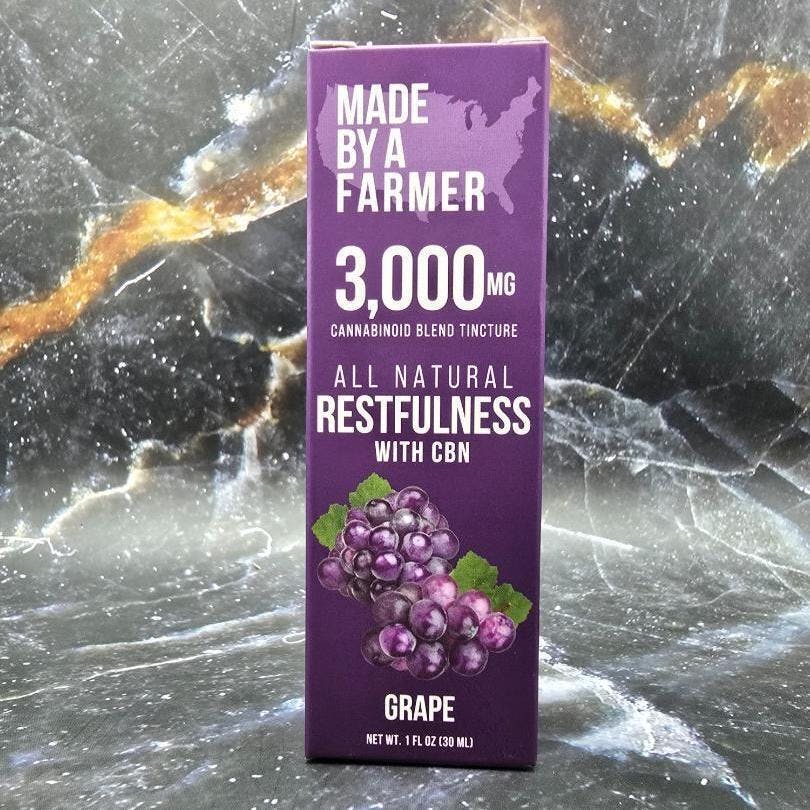 MADE
BY A
FARMER
3,000MG
CANNABINOID BLEND TINCTURE
ALL NATURAL
RESTFULNESS
WITH CBN
GRAPE
NET WT. 1 FL OZ (30 ML)